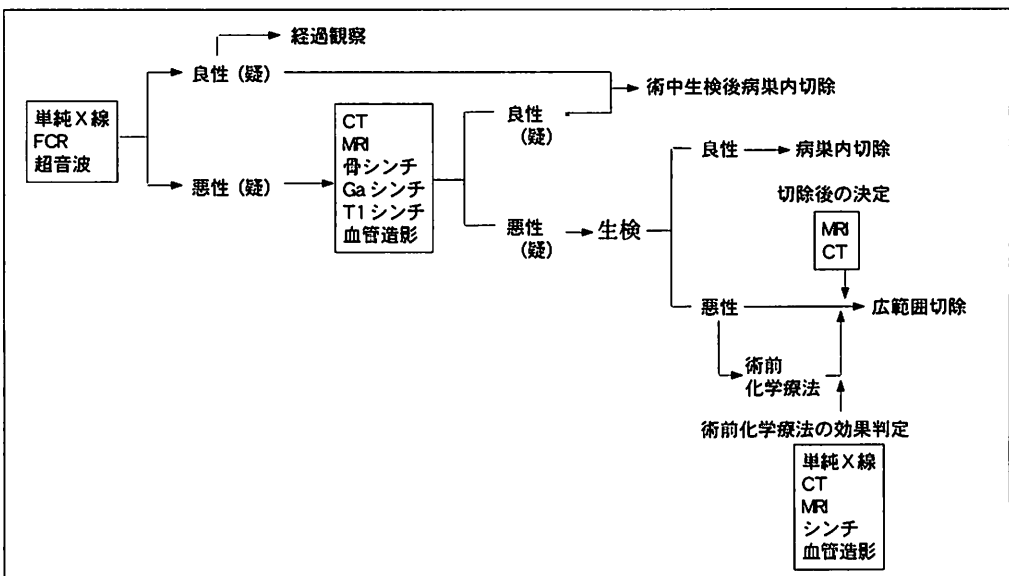 経過観察
良性（疑）
術中生検後病巣内切除
単純X線
FCR
超音波
悪性（疑）
CT
MRI
骨シンチ
Gaシンチ
T1シンチ
血管造影
良性
（疑）
悪性
（疑）
生検
良性
病巣内切除
切除後の決定
MRI
CT
悪性
広範囲切除
術前
化学療法
術前化学療法の効果判定
単純X線
CT
MRI
シンチ
血管造影